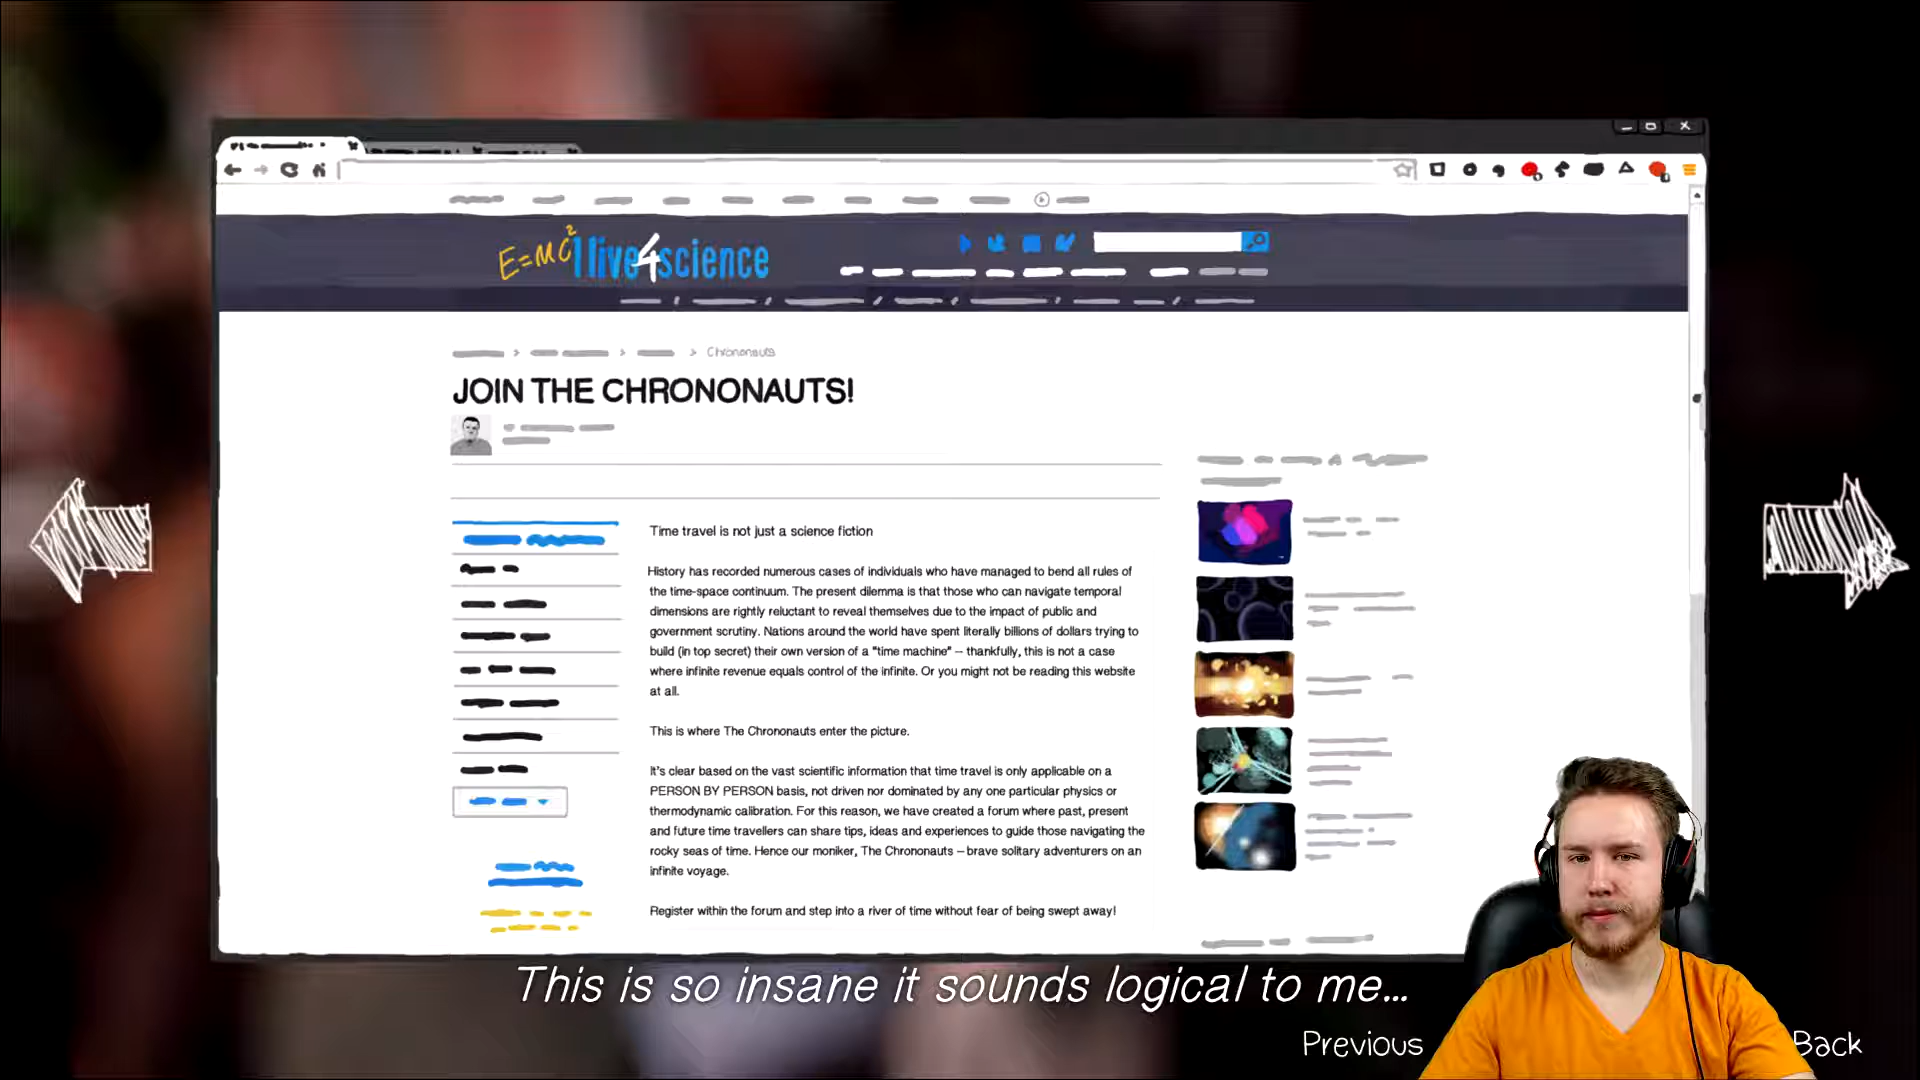 E=MC²
I live4science
Chrononauts
JOIN THE CHRONONAUTS!
Time travel is not just a science fiction
History has recorded numerous cases of individuals who have managed to bend all rules of
the time-space continuum. The present dilemma is that those who can navigate temporal
dimensions are rightly reluctant to reveal themselves due to the impact of public and
government scrutiny. Nations around the world have spent literally billions of dollars trying to
build (in top secret) their own version of a "time machine" – thankfully, this is not a case
where infinite revenue equals control of the infinite. Or you might not be reading this website
at all.
This is where The Chrononauts enter the picture.
It's clear based on the vast scientific information that time travel is only applicable on a
PERSON BY PERSON basis, not driven nor dominated by any one particular physics or
thermodynamic calibration. For this reason, we have created a forum where past, present
and future time travellers can share tips, ideas and experiences to guide those navigating the
rocky seas of time. Hence our moniker, The Chrononauts – brave solitary adventurers on an
infinite voyage.
Register within the forum and step into a river of time without fear of being swept away!
This is so insane it sounds logical to me...
Previous
Back